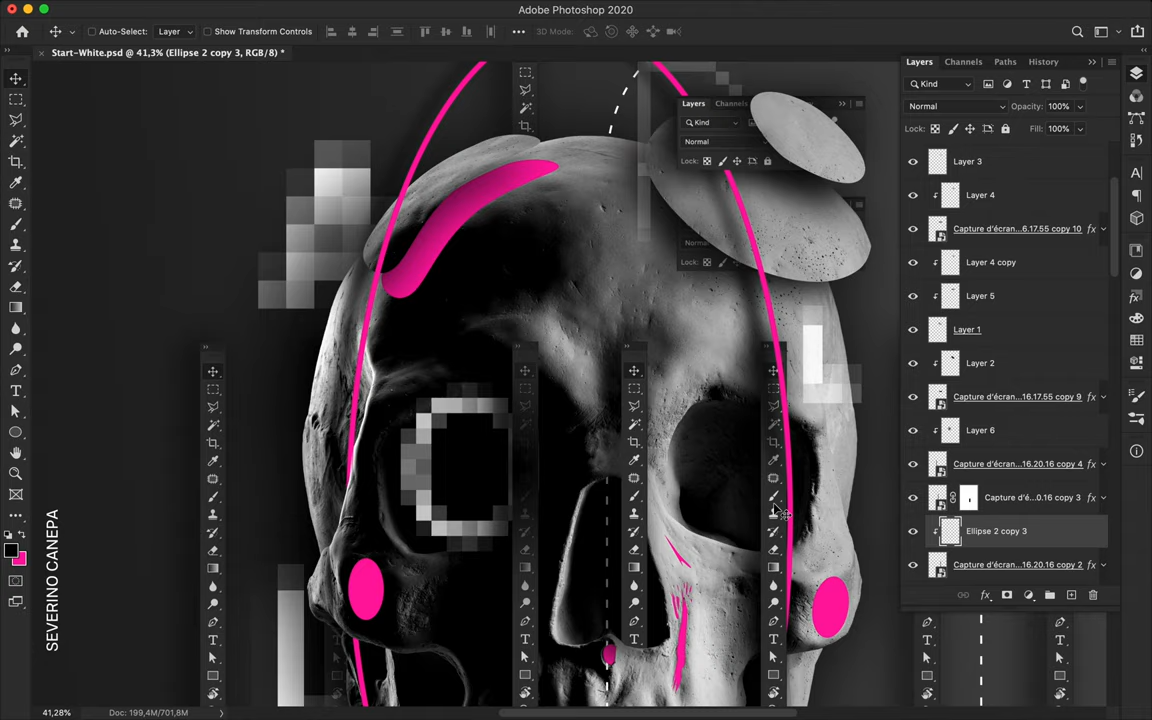 Adobe Photoshop 2020
Auto-Select:
Layer
Show Transform Controls
3D Mode:
Start-White.psd @ 41,3% (Ellipse 2 copy 3, RGB/8) *
Layers
Channels
Paths
History
Kind
Normal
Opacity: 100%
Lock:
Fill: 100%
Layer 3
Layer 4
Capture d'écran...6.17.55 copy 10
Layer 4 copy
Layer 5
Layer 1
Layer 2
Capture d'écran...16.17.55 copy 9
Layer 6
Capture d'écran...16.20.16 copy 4
Capture d'é...0.16 copy 3
Ellipse 2 copy 3
Capture d'écran...16.20.16 copy 2
Layers
Channels
Kind
Normal
Lock:
Normal
Lock:
SEVERINO CANEPA
41,28%
Doc: 199,4M/701,8M